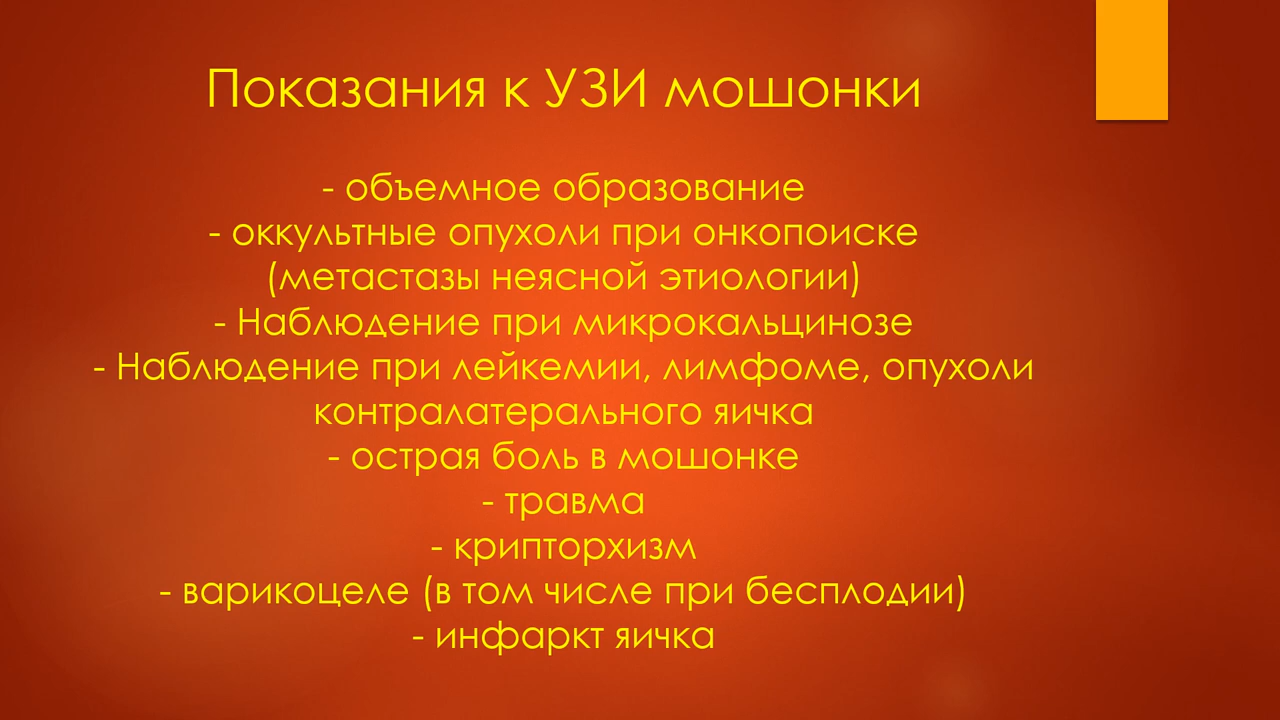 Показания к УЗИ мошонки
- объемное образование
- оккультные опухоли при онкопоиске
(метастазы неясной этиологии)
- Наблюдение при микрокальцинозе
- Наблюдение при лейкемии, лимфоме, опухоли
контралатерального яичка
- острая боль в мошонке
- травма
- крипторхизм
- варикоцеле (в том числе при бесплодии)
- инфаркт яичка